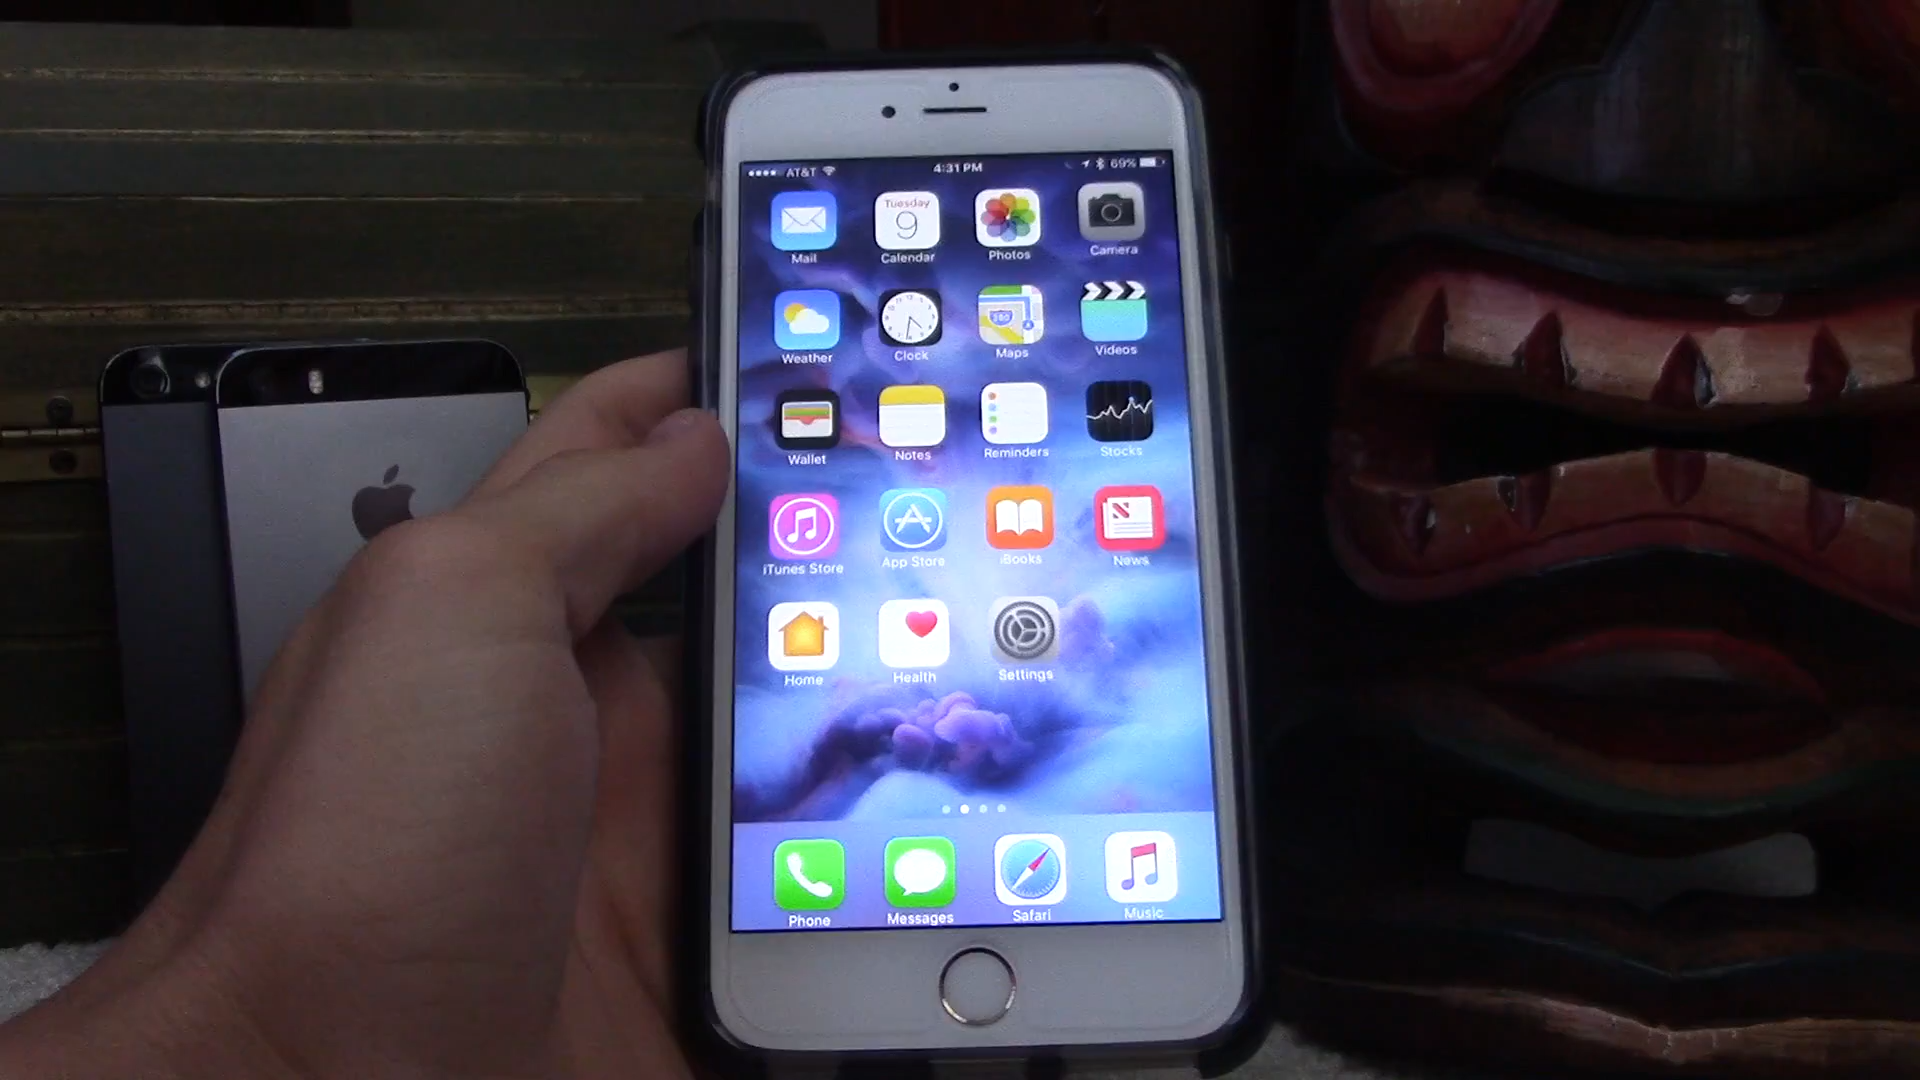 AT&T 4:31 PM 69%
Tuesday
9
Mail Calendar Photos Camera
280
Weather Clock Maps Videos
Wallet Notes Reminders Stocks
iTunes Store App Store iBooks News
Home Health Settings
Phone Messages Safari Music